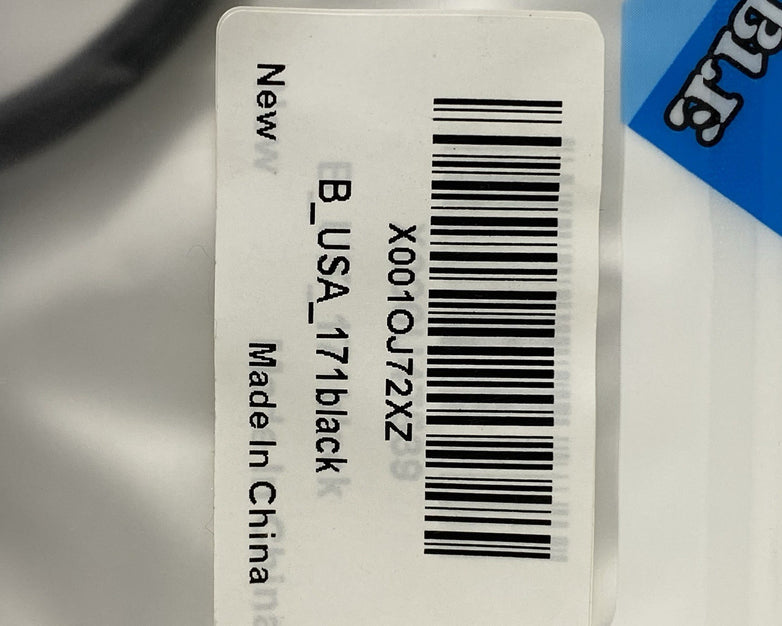 X001OJ72XZ
B_USA_171black
New
Made In China